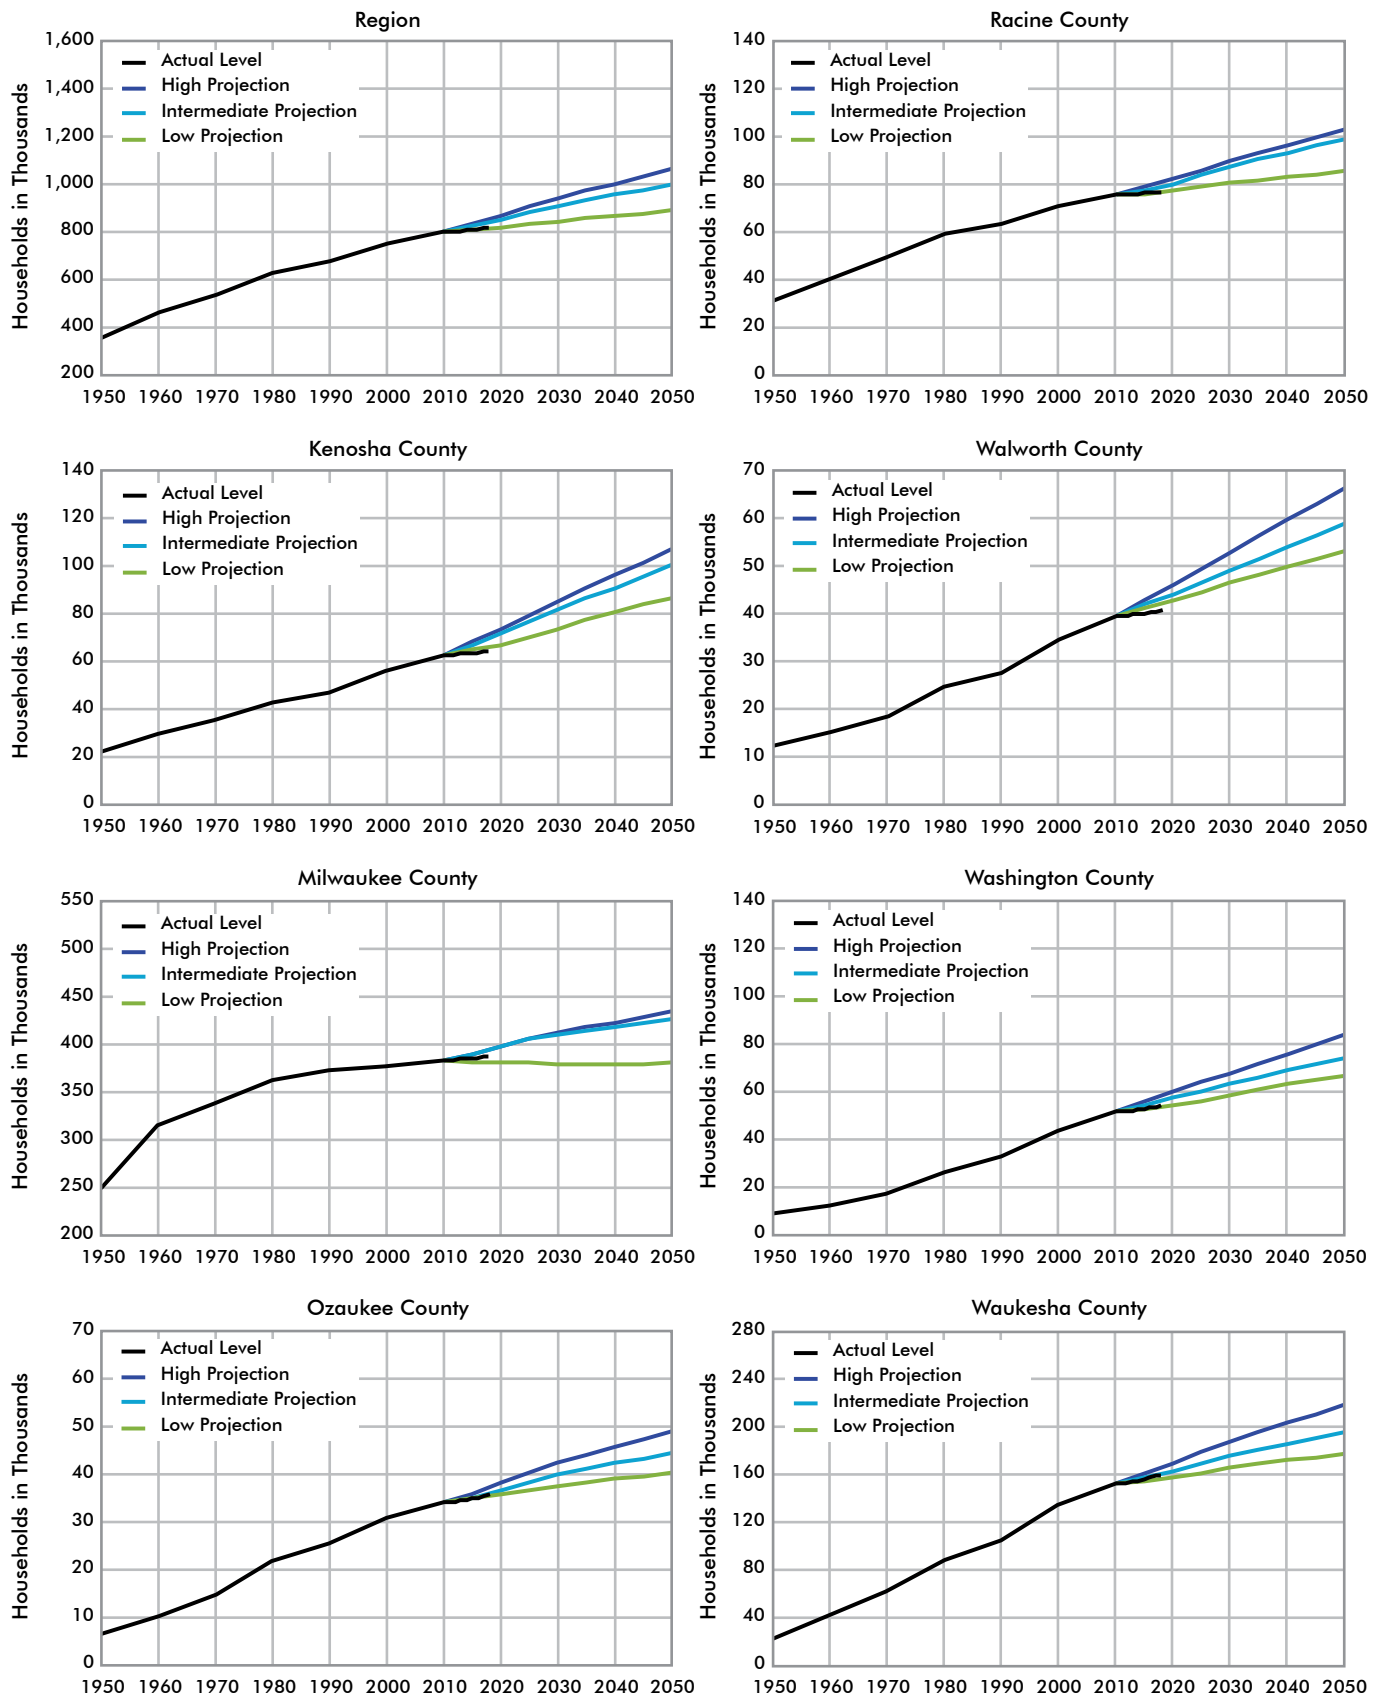 Region
1,600
1,400
1,200
1,000
800
600
400
200
Households in Thousands
Actual Level
High Projection
Intermediate Projection
Low Projection
1950 1960 1970 1980 1990 2000 2010 2020 2030 2040 2050
Racine County
140
120
100
80
60
40
20
0
Households in Thousands
Actual Level
High Projection
Intermediate Projection
Low Projection
1950 1960 1970 1980 1990 2000 2010 2020 2030 2040 2050
Kenosha County
140
120
100
80
60
40
20
0
Households in Thousands
Actual Level
High Projection
Intermediate Projection
Low Projection
1950 1960 1970 1980 1990 2000 2010 2020 2030 2040 2050
Walworth County
70
60
50
40
30
20
10
0
Households in Thousands
Actual Level
High Projection
Intermediate Projection
Low Projection
1950 1960 1970 1980 1990 2000 2010 2020 2030 2040 2050
Milwaukee County
550
500
450
400
350
300
250
200
Households in Thousands
Actual Level
High Projection
Intermediate Projection
Low Projection
1950 1960 1970 1980 1990 2000 2010 2020 2030 2040 2050
Washington County
140
120
100
80
60
40
20
0
Households in Thousands
Actual Level
High Projection
Intermediate Projection
Low Projection
1950 1960 1970 1980 1990 2000 2010 2020 2030 2040 2050
Ozaukee County
70
60
50
40
30
20
10
0
Households in Thousands
Actual Level
High Projection
Intermediate Projection
Low Projection
1950 1960 1970 1980 1990 2000 2010 2020 2030 2040 2050
Waukesha County
280
240
200
160
120
80
40
0
Households in Thousands
Actual Level
High Projection
Intermediate Projection
Low Projection
1950 1960 1970 1980 1990 2000 2010 2020 2030 2040 2050